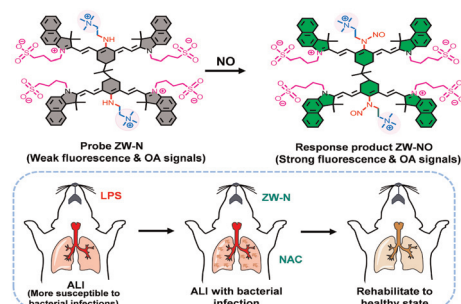 NO
Probe ZW-N
(Weak fluorescence & OA signals)
Response product ZW-NO
(Strong fluorescence & OA signals)
LPS
ALI
(More susceptible to
bacterial infections)
ZW-N
NAC
ALI with bacterial
infection
Rehabilitate to
healthy state